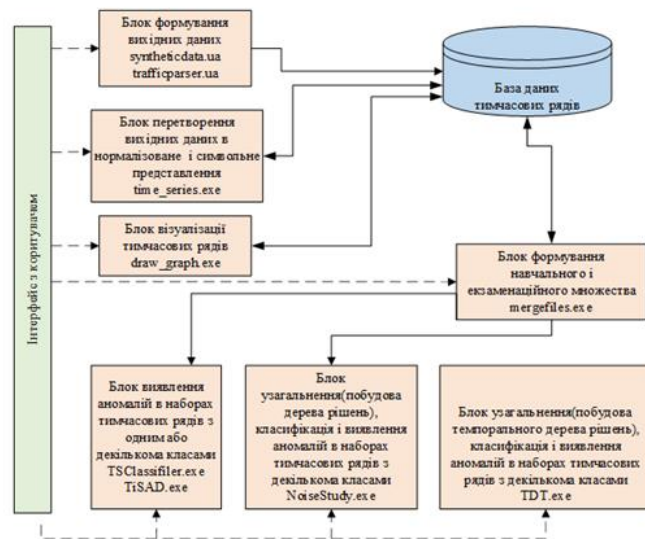 Блок формування
вихідних даних
syntheticdata.ua
trafficparser.ua
База даних
тимчасових рядів
Блок перетворення
вихідних даних в
нормалізоване і символьне
представлення
time_series.exe
Блок візуалізації
тимчасових рядів
draw_graph.exe
Інтерфейс з коригувачом
Блок формування
навчального і
екзаменаційного множества
mergefiles.exe
Блок виявлення
аномалій в наборах
тимчасових рядів з
одним або
декількома класами
TSClassifiler.exe
TiSAD.exe
Блок
узагальнення(побудова
дерева рішень),
класифікація і виявлення
аномалій в наборах
тимчасових рядів з
декількома класами
NoiseStudy.exe
Блок узагальнення(побудова
темпорального дерева рішень),
класифікація і виявлення
аномалій в наборах тимчасових
рядів з декількома класами
TDT.exe